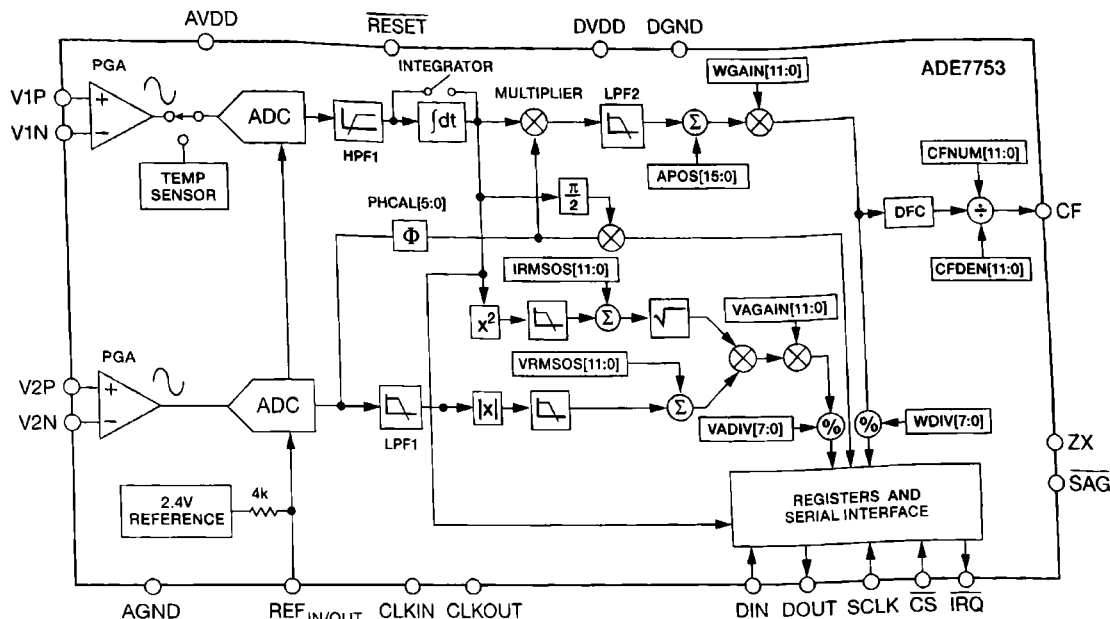 AVDD
RESET
DVDD
DGND
ADE7753
INTEGRATOR
WGAIN[11:0]
PGA
MULTIPLIER
LPF2
V1P
+
V1N
−
ADC
∫dt
Σ
HPF1
TEMP
SENSOR
APOS[15:0]
CFNUM[11:0]
PHCAL[5:0]
π/2
DFC
÷
CF
Φ
CFDEN[11:0]
IRMSOS[11:0]
x²
Σ
√
VAGAIN[11:0]
PGA
VRMSOS[11:0]
V2P
+
V2N
−
ADC
LPF1
|x|
Σ
VADIV[7:0]
%
%
WDIV[7:0]
ZX
SAG
2.4V
REFERENCE
4k
REGISTERS AND
SERIAL INTERFACE
AGND
REF IN/OUT
CLKIN
CLKOUT
DIN
DOUT
SCLK
CS
IRQ